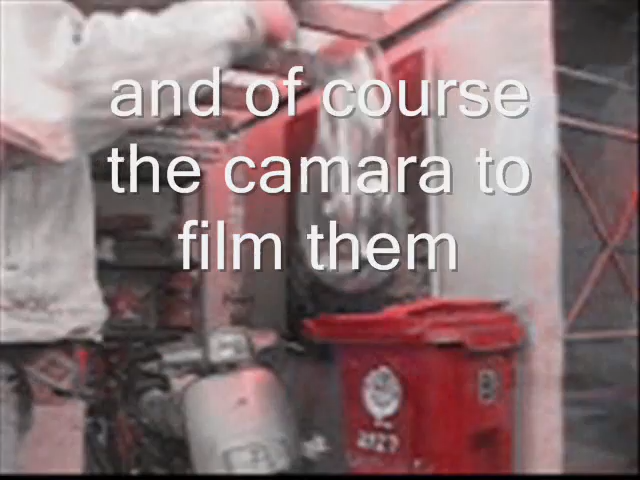 and of course
the camara to
film them